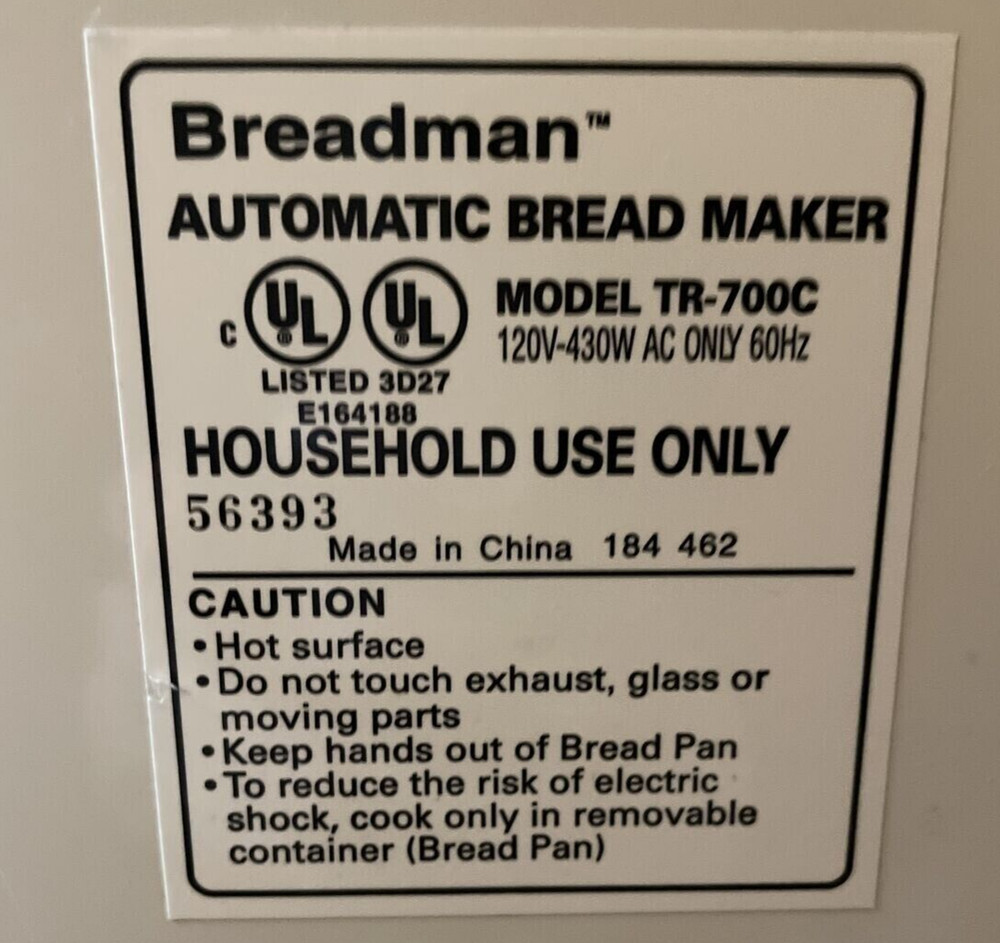 Breadman™
AUTOMATIC BREAD MAKER
C UL UL
MODEL TR-700C
120V-430W AC ONLY 60Hz
LISTED 3D27
E164188
HOUSEHOLD USE ONLY
56393
Made in China 184 462
CAUTION
•Hot surface
•Do not touch exhaust, glass or
moving parts
•Keep hands out of Bread Pan
•To reduce the risk of electric
shock, cook only in removable
container (Bread Pan)